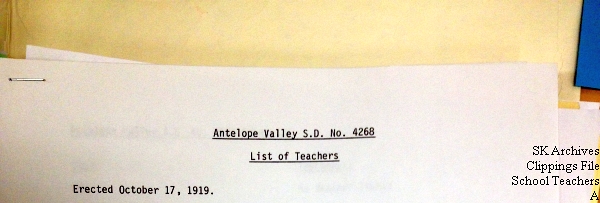 Antelope Valley S.D. No. 4268
List of Teachers
Erected October 17, 1919.
SK Archives
Clippings File
School Teachers
A